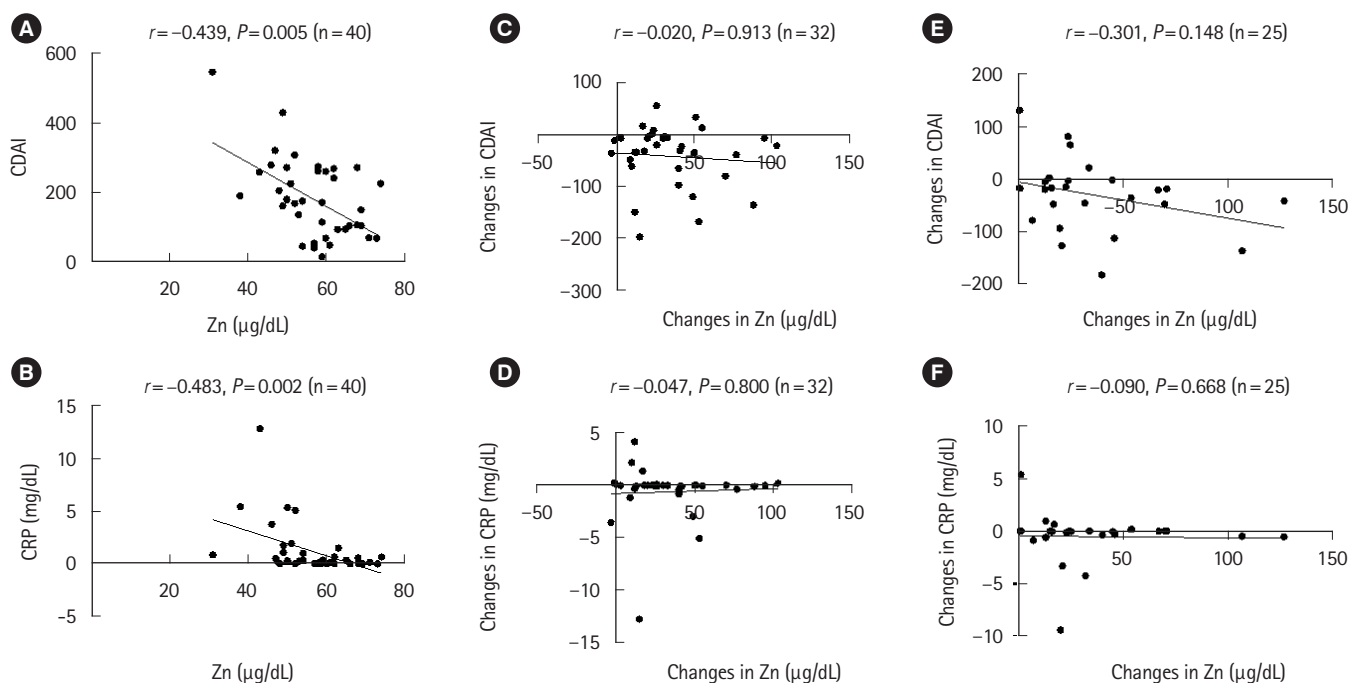 A
r=−0.439, P=0.005 (n=40)
600
400
200
0
20 40 60 80
CDAI
Zn (μg/dL)
C
r=−0.020, P=0.913 (n=32)
100
−50 50 100 150
−100
−200
−300
Changes in CDAI
Changes in Zn (μg/dL)
E
r=−0.301, P=0.148 (n=25)
200
100
0
−100
−200
−50 100 150
Changes in CDAI
Changes in Zn (μg/dL)
B
r=−0.483, P=0.002 (n=40)
15
10
5
0
−5
20 40 60 80
CRP (mg/dL)
Zn (μg/dL)
D
r=−0.047, P=0.800 (n=32)
5
−50 50 100 150
−5
−10
−15
Changes in CRP (mg/dL)
Changes in Zn (μg/dL)
F
r=−0.090, P=0.668 (n=25)
10
5
0
−5
−10
50 100 150
Changes in CRP (mg/dL)
Changes in Zn (μg/dL)